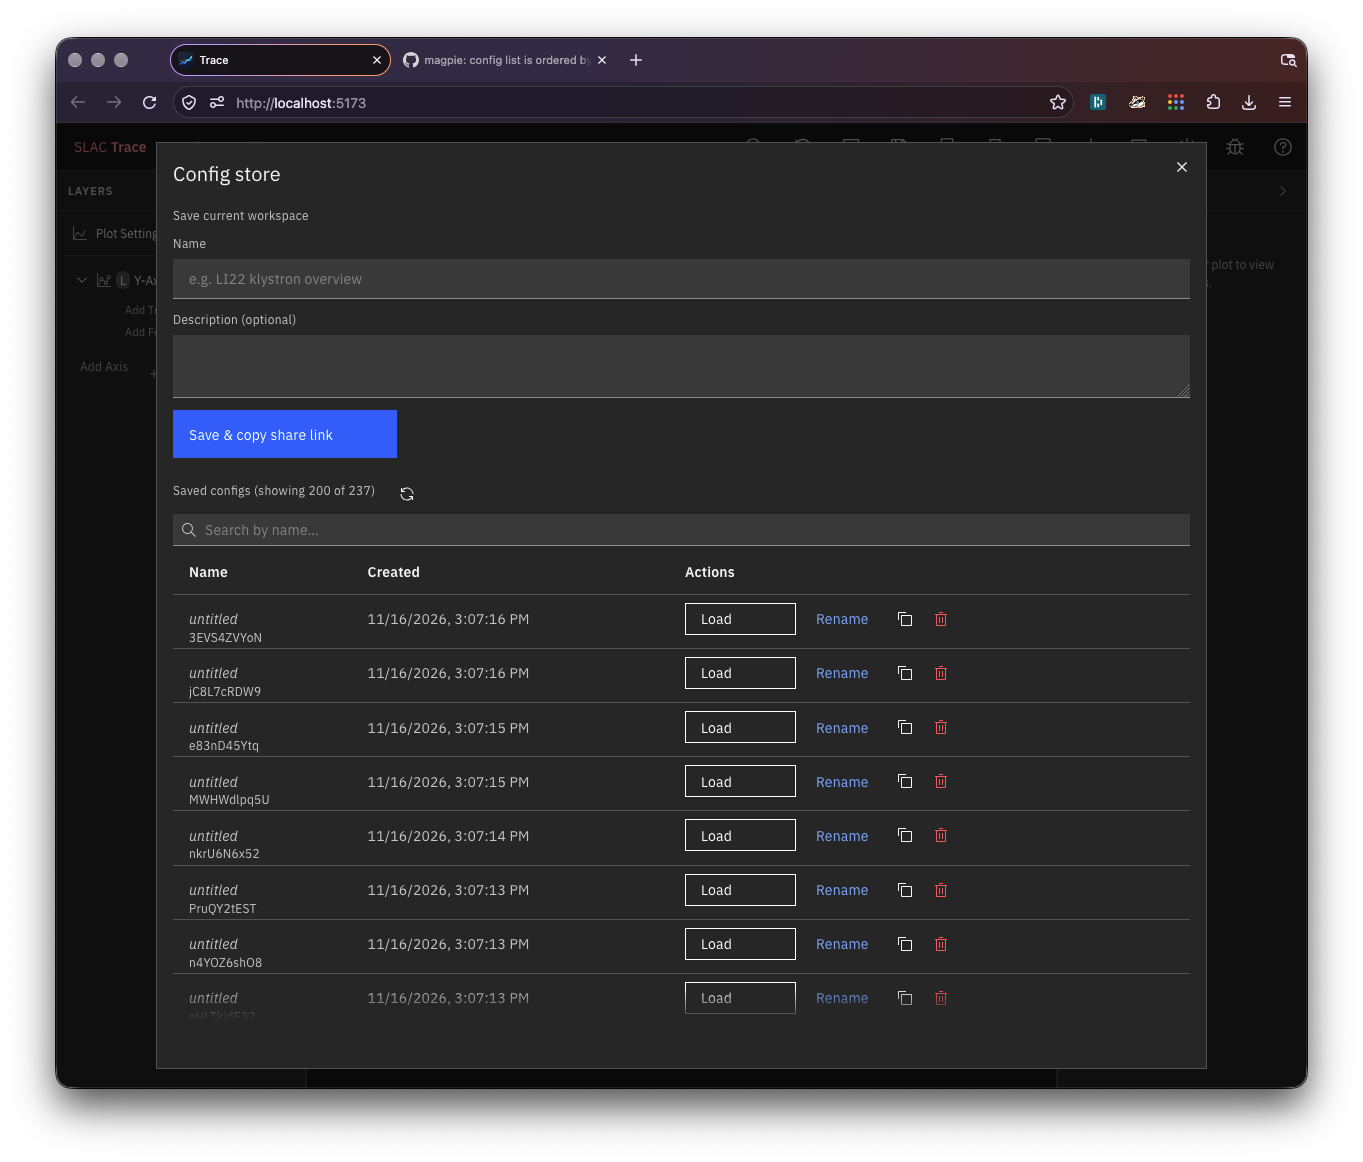 Trace
magpie: config list is ordered by
http://localhost:5173
SLAC Trace
LAYERS
Plot Setting
L Y-Ax
Add Tr
Add Fo
Add Axis
r plot to view
s.
Config store
Save current workspace
Name
e.g. LI22 klystron overview
Description (optional)
Save & copy share link
Saved configs (showing 200 of 237)
Search by name...
Name Created Actions
untitled 11/16/2026, 3:07:16 PM Load Rename
3EVS4ZVYoN
untitled 11/16/2026, 3:07:16 PM Load Rename
jC8L7cRDW9
untitled 11/16/2026, 3:07:15 PM Load Rename
e83nD45Ytq
untitled 11/16/2026, 3:07:15 PM Load Rename
MWHWdlpq5U
untitled 11/16/2026, 3:07:14 PM Load Rename
nkrU6N6x52
untitled 11/16/2026, 3:07:13 PM Load Rename
PruQY2tEST
untitled 11/16/2026, 3:07:13 PM Load Rename
n4YOZ6shO8
untitled 11/16/2026, 3:07:13 PM Load Rename